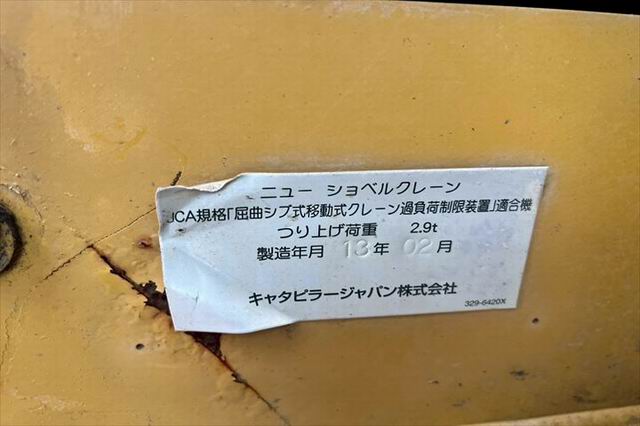 ニュー ショベルクレーン
JCA規格「屈曲ジブ式移動式クレーン過負荷制限装置」適合機
つり上げ荷重 2.9t
製造年月 13年 02月
キャタピラージャパン株式会社
329-6420X